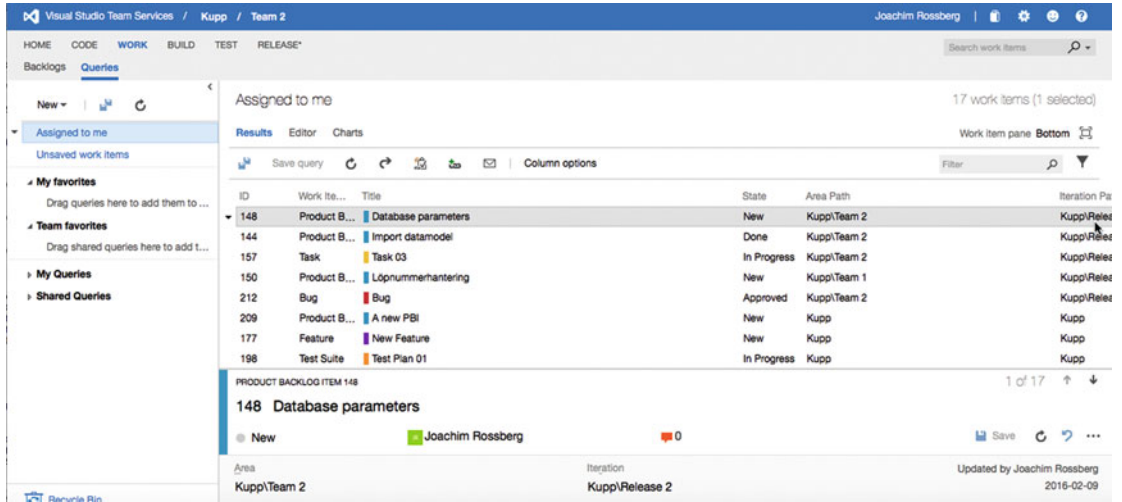 Visual Studio Team Services / Kupp / Team 2 Joachim Rossberg
HOME CODE WORK BUILD TEST RELEASE* Search work items
Backlogs Queries
New
Assigned to me
Unsaved work items
My favorites
Drag queries here to add them to ...
Team favorites
Drag shared queries here to add t...
My Queries
Shared Queries
Recycle Bin
Assigned to me 17 work items (1 selected)
Results Editor Charts Work item pane Bottom
Save query Column options Filter
ID Work Ite... Title State Area Path Iteration Pa
148 Product B... Database parameters New Kupp\Team 2 Kupp\Relea
144 Product B... Import datamodel Done Kupp\Team 2 Kupp\Relea
157 Task Task 03 In Progress Kupp\Team 2 Kupp\Relea
150 Product B... Löpnummerhantering New Kupp\Team 1 Kupp\Relea
212 Bug Bug Approved Kupp\Team 2 Kupp\Relea
209 Product B... A new PBI New Kupp Kupp
177 Feature New Feature New Kupp Kupp
198 Test Suite Test Plan 01 In Progress Kupp Kupp
PRODUCT BACKLOG ITEM 148 1 of 17
148 Database parameters
New Joachim Rossberg 0 Save ...
Area Iteration Updated by Joachim Rossberg
Kupp\Team 2 Kupp\Release 2 2016-02-09